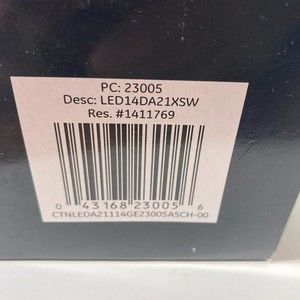 PC: 23005
Desc: LED14DA21XSW
Res. #1411769
0 43168 23005 6
CTNLEDA21114GE23005ASCH-00